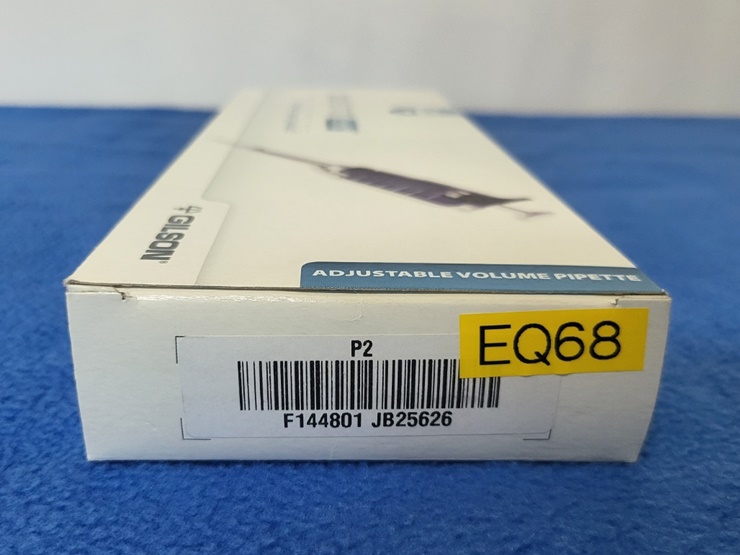 GILSON
ADJUSTABLE VOLUME PIPETTE
P2
EQ68
F144801 JB25626